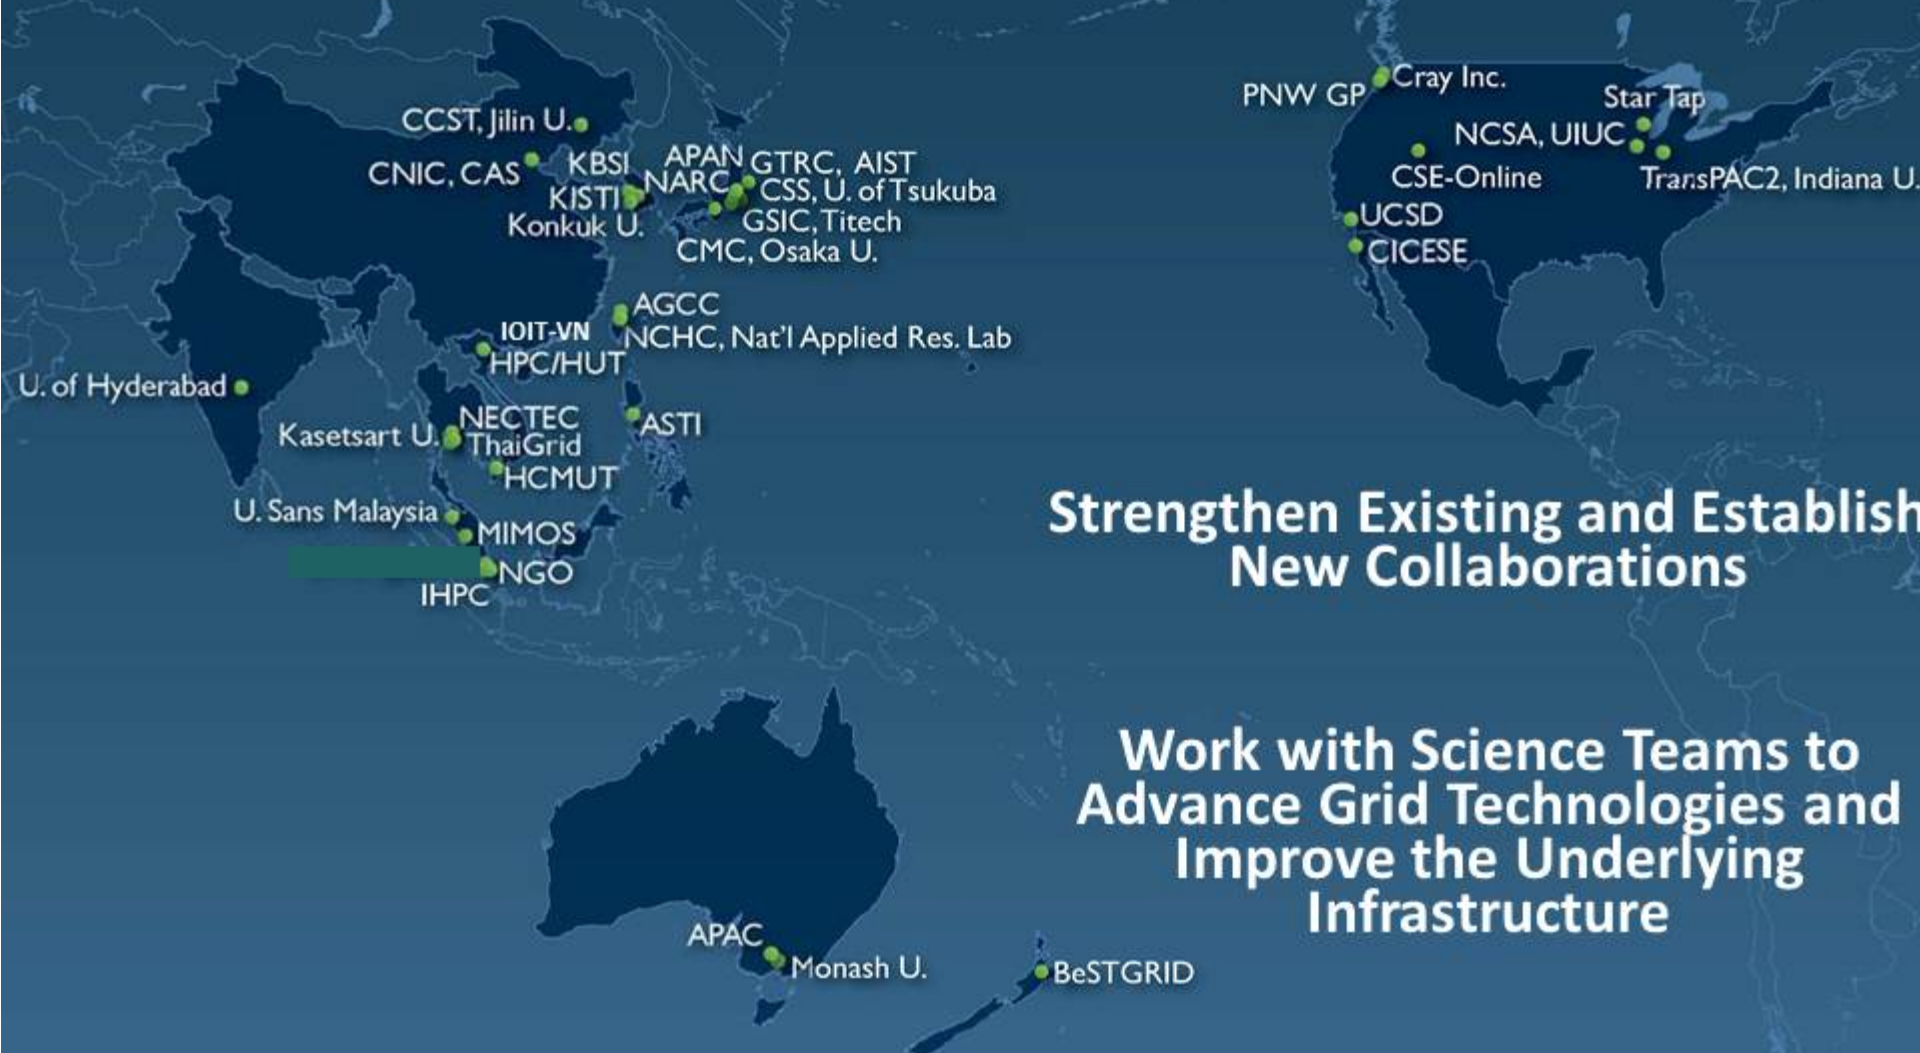 PNW GP
Cray Inc.
Star Tap
CCST, Jilin U.
NCSA, UIUC
CNIC, CAS
KBSI
APAN
GTRC, AIST
CSE-Online
TransPAC2, Indiana U.
KISTI
NARC
CSS, U. of Tsukuba
Konkuk U.
GSIC, Titech
UCSD
CMC, Osaka U.
CICESE
AGCC
IOIT-VN
NCHC, Nat'l Applied Res. Lab
HPC/HUT
U. of Hyderabad
NECTEC
ASTI
Kasetsart U.
ThaiGrid
HCMUT
U. Sans Malaysia
MIMOS
NGO
IHPC
Strengthen Existing and Establish
New Collaborations
Work with Science Teams to
Advance Grid Technologies and
Improve the Underlying
Infrastructure
APAC
Monash U.
BeSTGRID